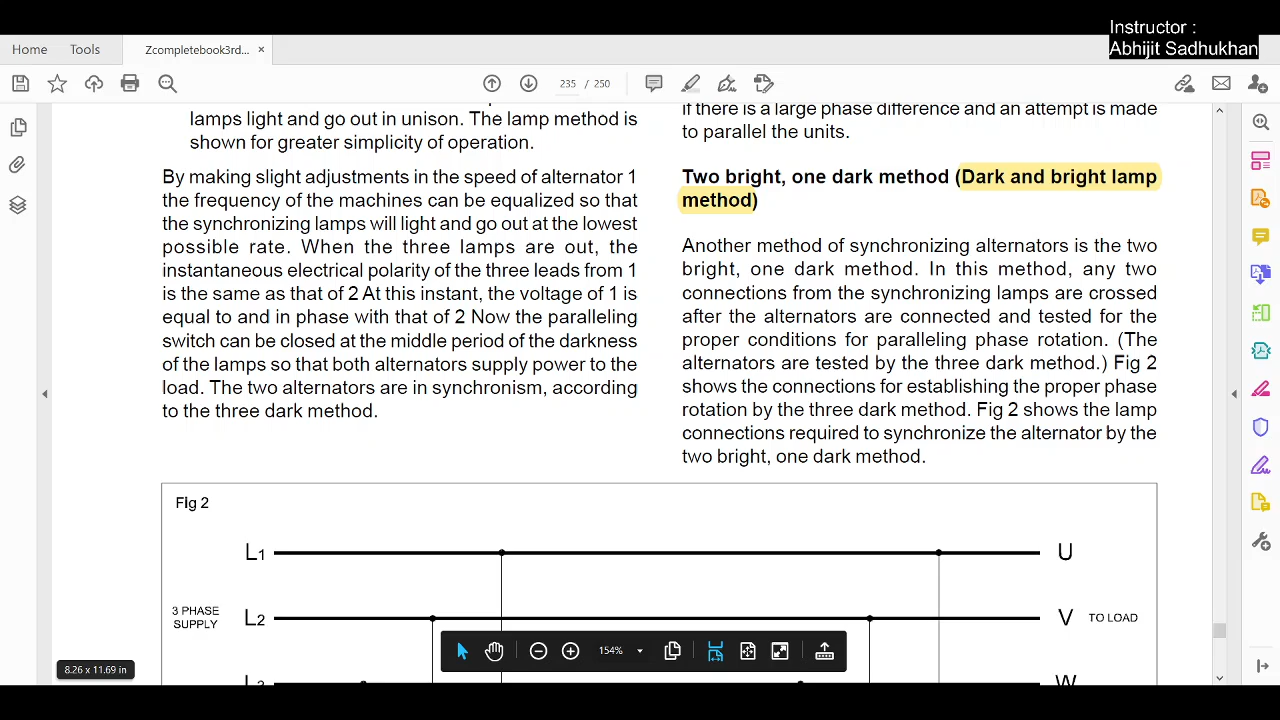 Instructor :
Abhijit Sadhukhan
Home
Tools
Zcompletebook3rd...
235 / 250
lamps light and go out in unison. The lamp method is
shown for greater simplicity of operation.
By making slight adjustments in the speed of alternator 1
the frequency of the machines can be equalized so that
the synchronizing lamps will light and go out at the lowest
possible rate. When the three lamps are out, the
instantaneous electrical polarity of the three leads from 1
is the same as that of 2 At this instant, the voltage of 1 is
equal to and in phase with that of 2 Now the paralleling
switch can be closed at the middle period of the darkness
of the lamps so that both alternators supply power to the
load. The two alternators are in synchronism, according
to the three dark method.
if there is a large phase difference and an attempt is made
to parallel the units.
Two bright, one dark method (Dark and bright lamp
method)
Another method of synchronizing alternators is the two
bright, one dark method. In this method, any two
connections from the synchronizing lamps are crossed
after the alternators are connected and tested for the
proper conditions for paralleling phase rotation. (The
alternators are tested by the three dark method.) Fig 2
shows the connections for establishing the proper phase
rotation by the three dark method. Fig 2 shows the lamp
connections required to synchronize the alternator by the
two bright, one dark method.
Fig 2
L1
U
3 PHASE
SUPPLY
L2
V
TO LOAD
154%
8.26 x 11.69 in
L3
W